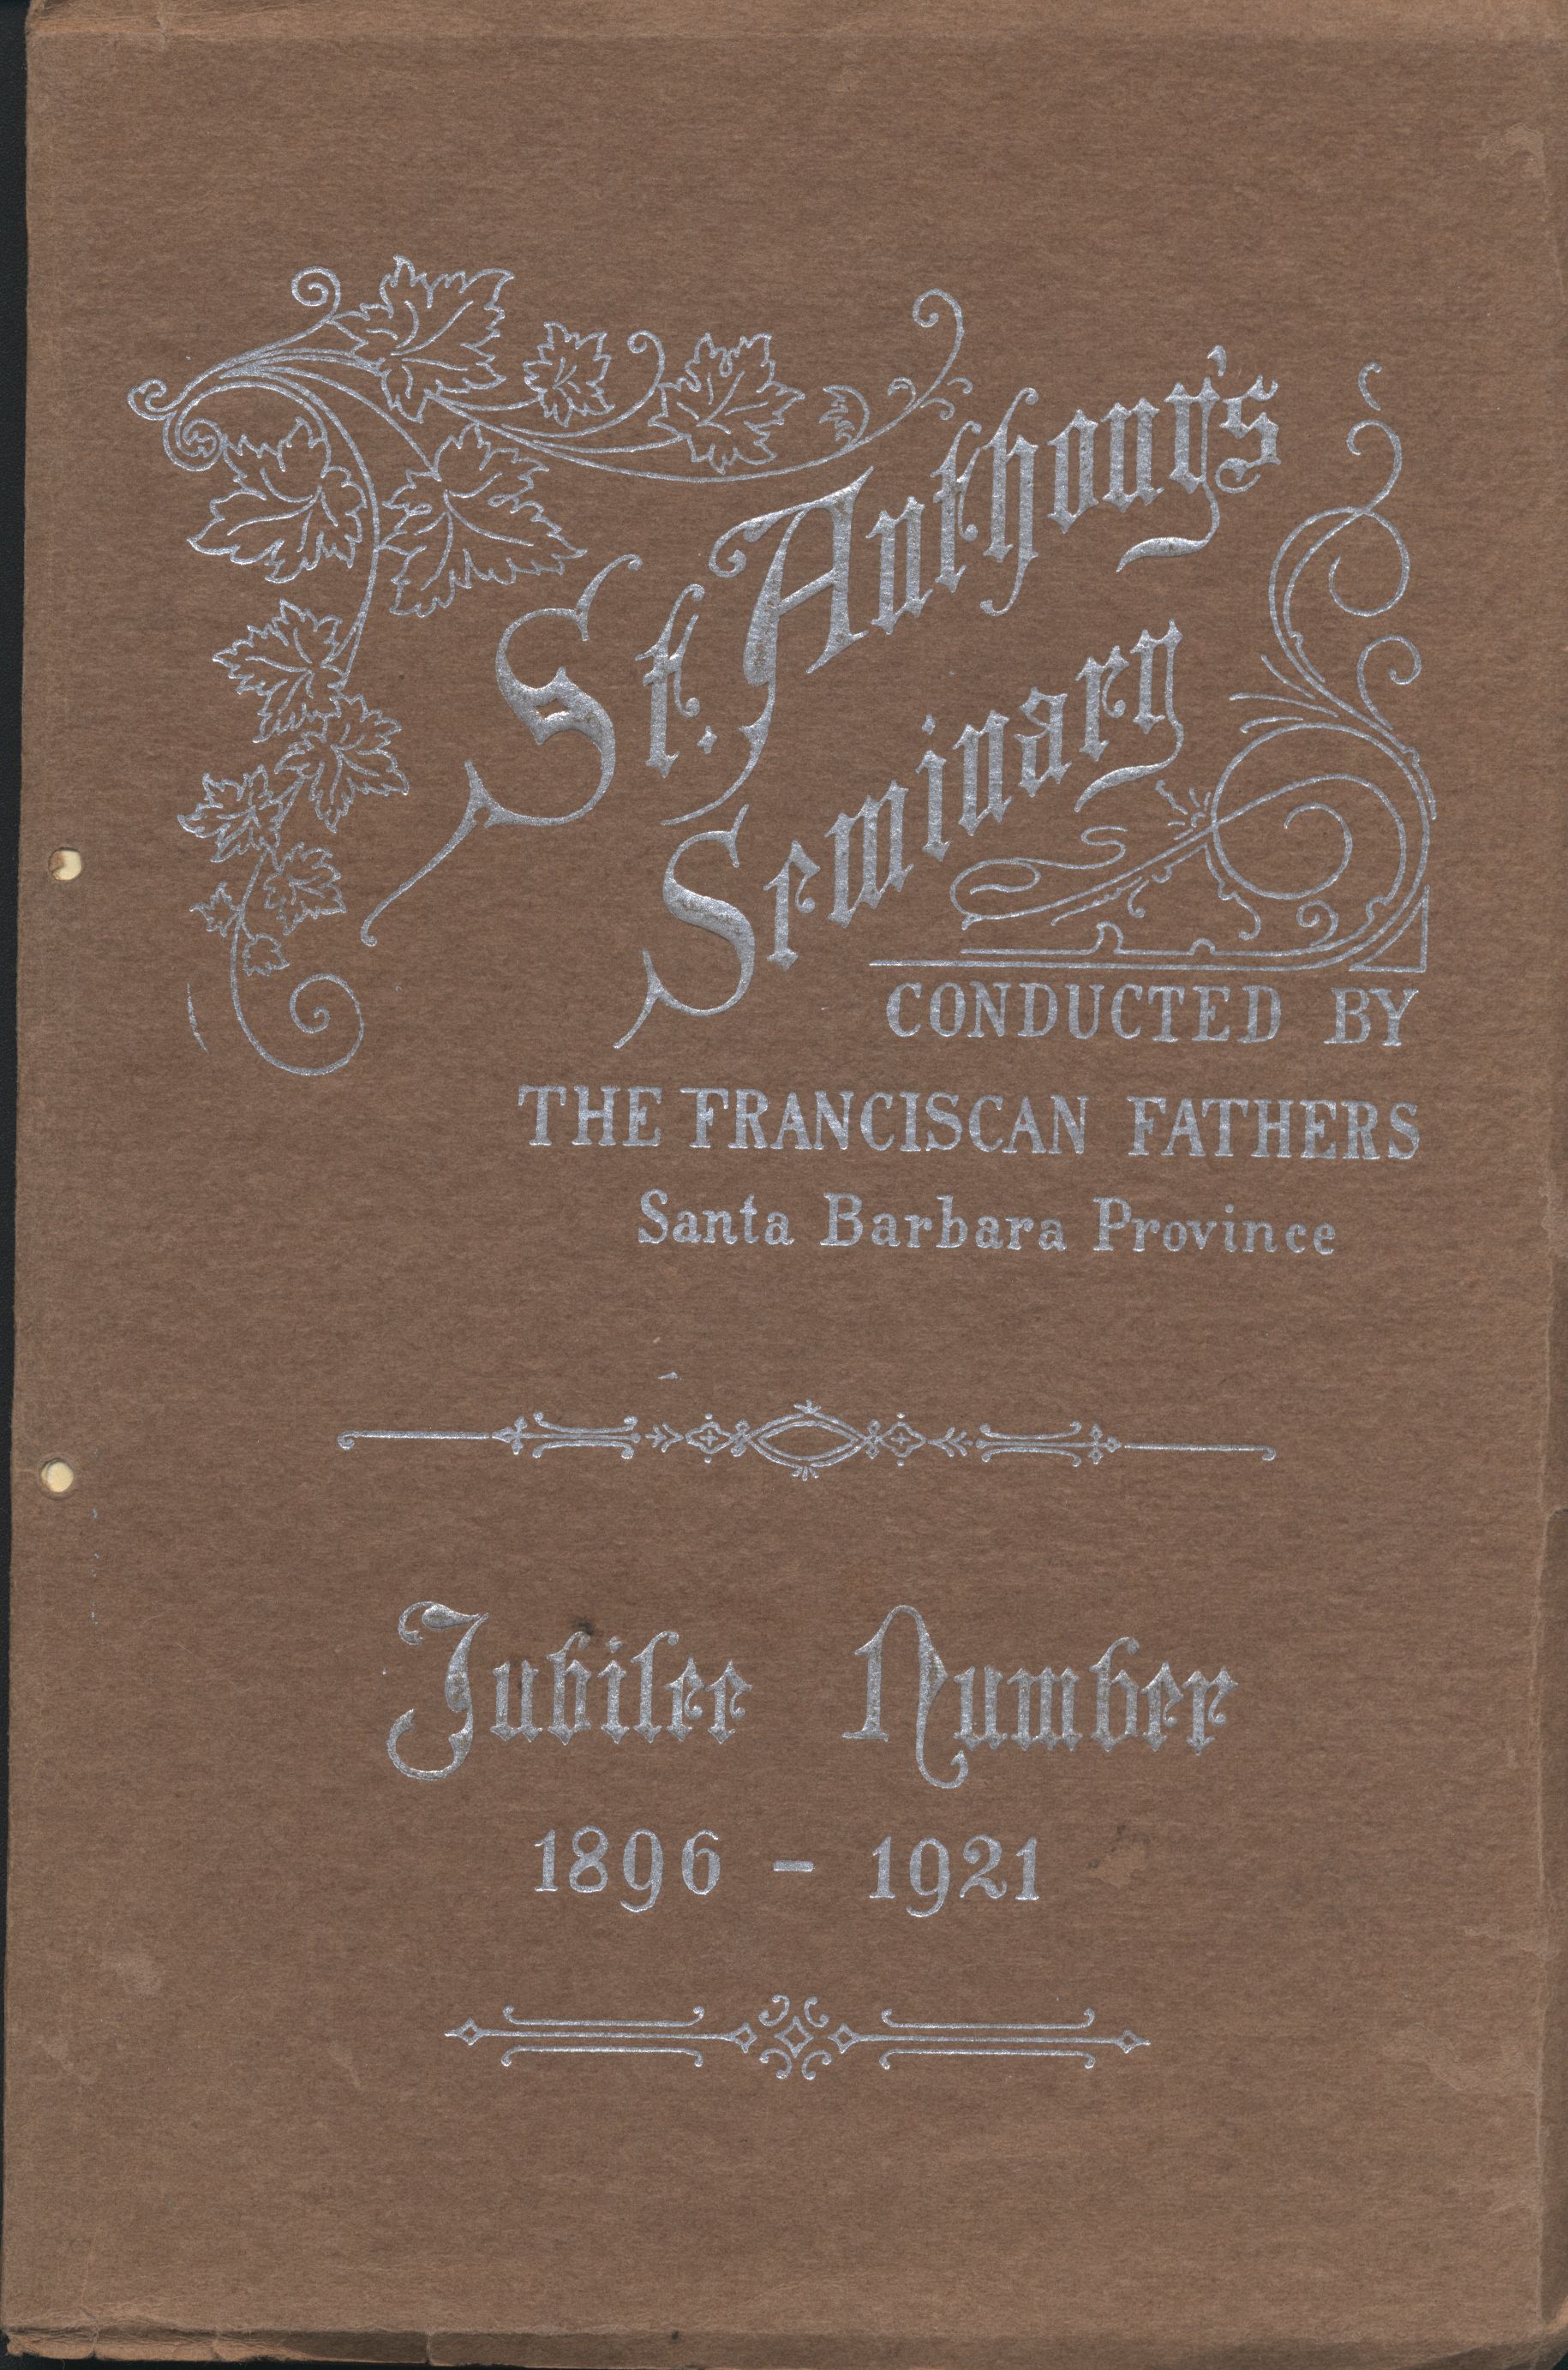 St. Anthony's
Seminary
CONDUCTED BY
THE FRANCISCAN FATHERS
Santa Barbara Province
Jubilee Number
1896 - 1921